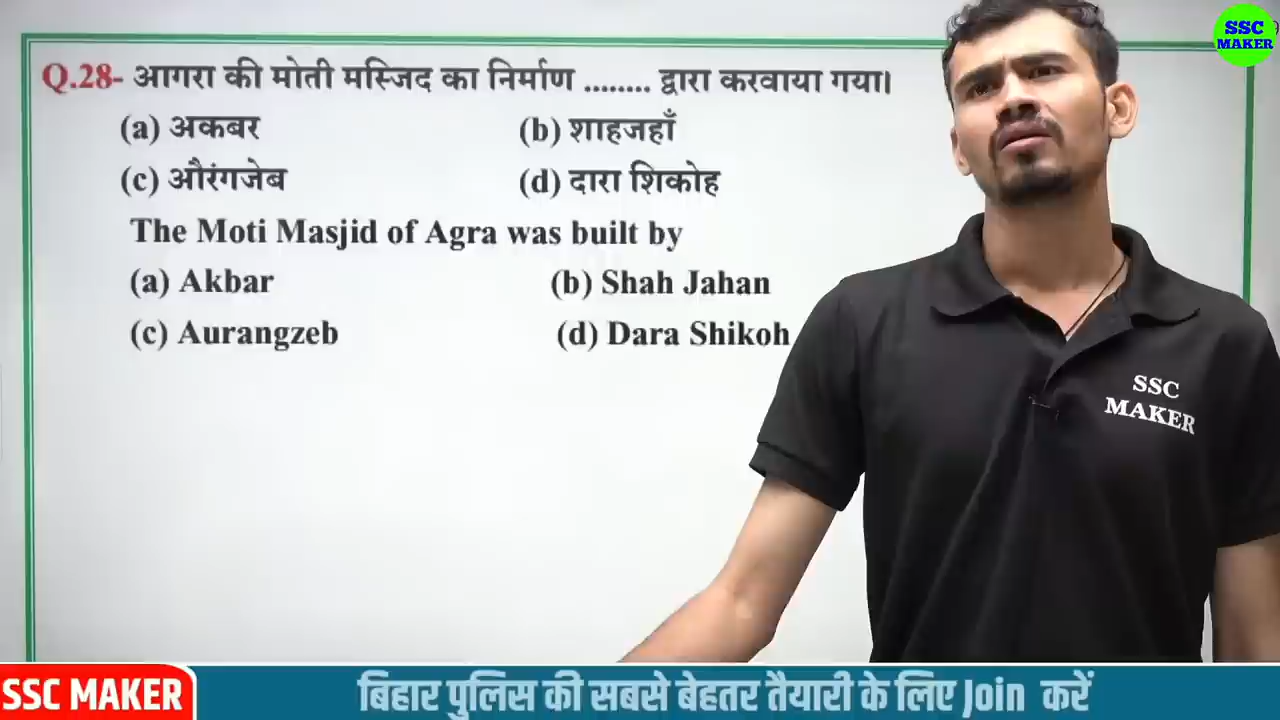 SSC
MAKER
Q.28- आगरा की मोती मस्जिद का निर्माण ........ द्वारा करवाया गया।
(a) अकबर (b) शाहजहाँ
(c) औरंगजेब (d) दारा शिकोह
The Moti Masjid of Agra was built by
(a) Akbar (b) Shah Jahan
(c) Aurangzeb (d) Dara Shikoh
SSC
MAKER
SSC MAKER बिहार पुलिस की सबसे बेहतर तैयारी के लिए Join करें